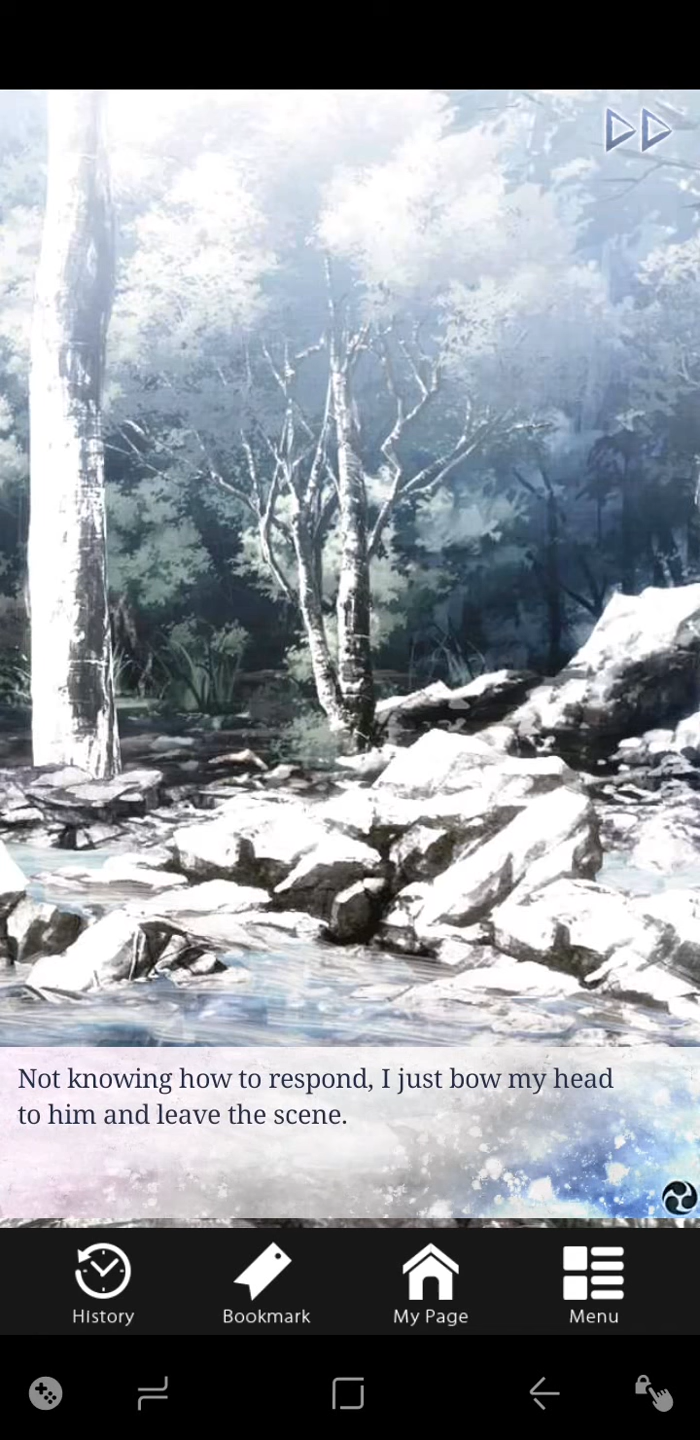 Not knowing how to respond, I just bow my head
to him and leave the scene.
History
Bookmark
My Page
Menu